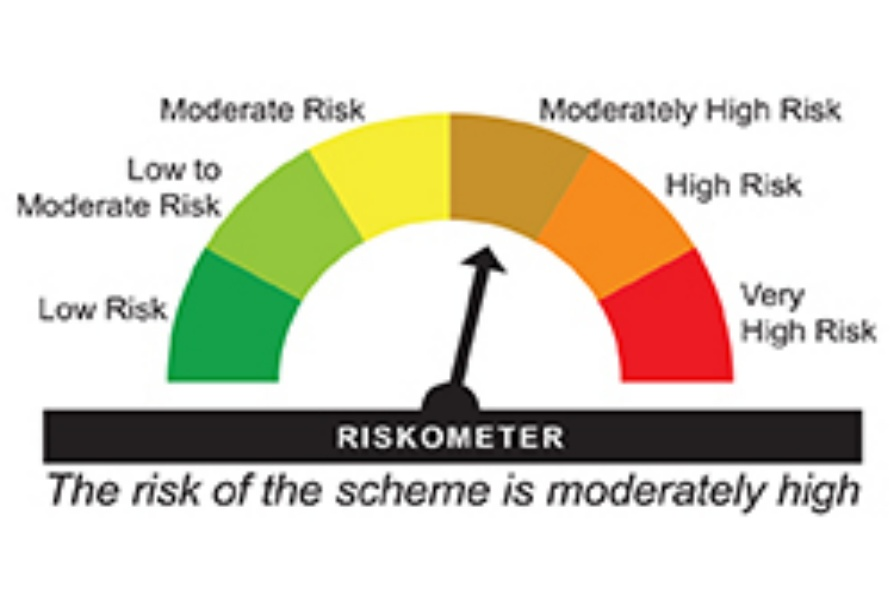 Moderate Risk
Moderately High Risk
Low to
Moderate Risk
High Risk
Low Risk
Very
High Risk
RISKOMETER
The risk of the scheme is moderately high